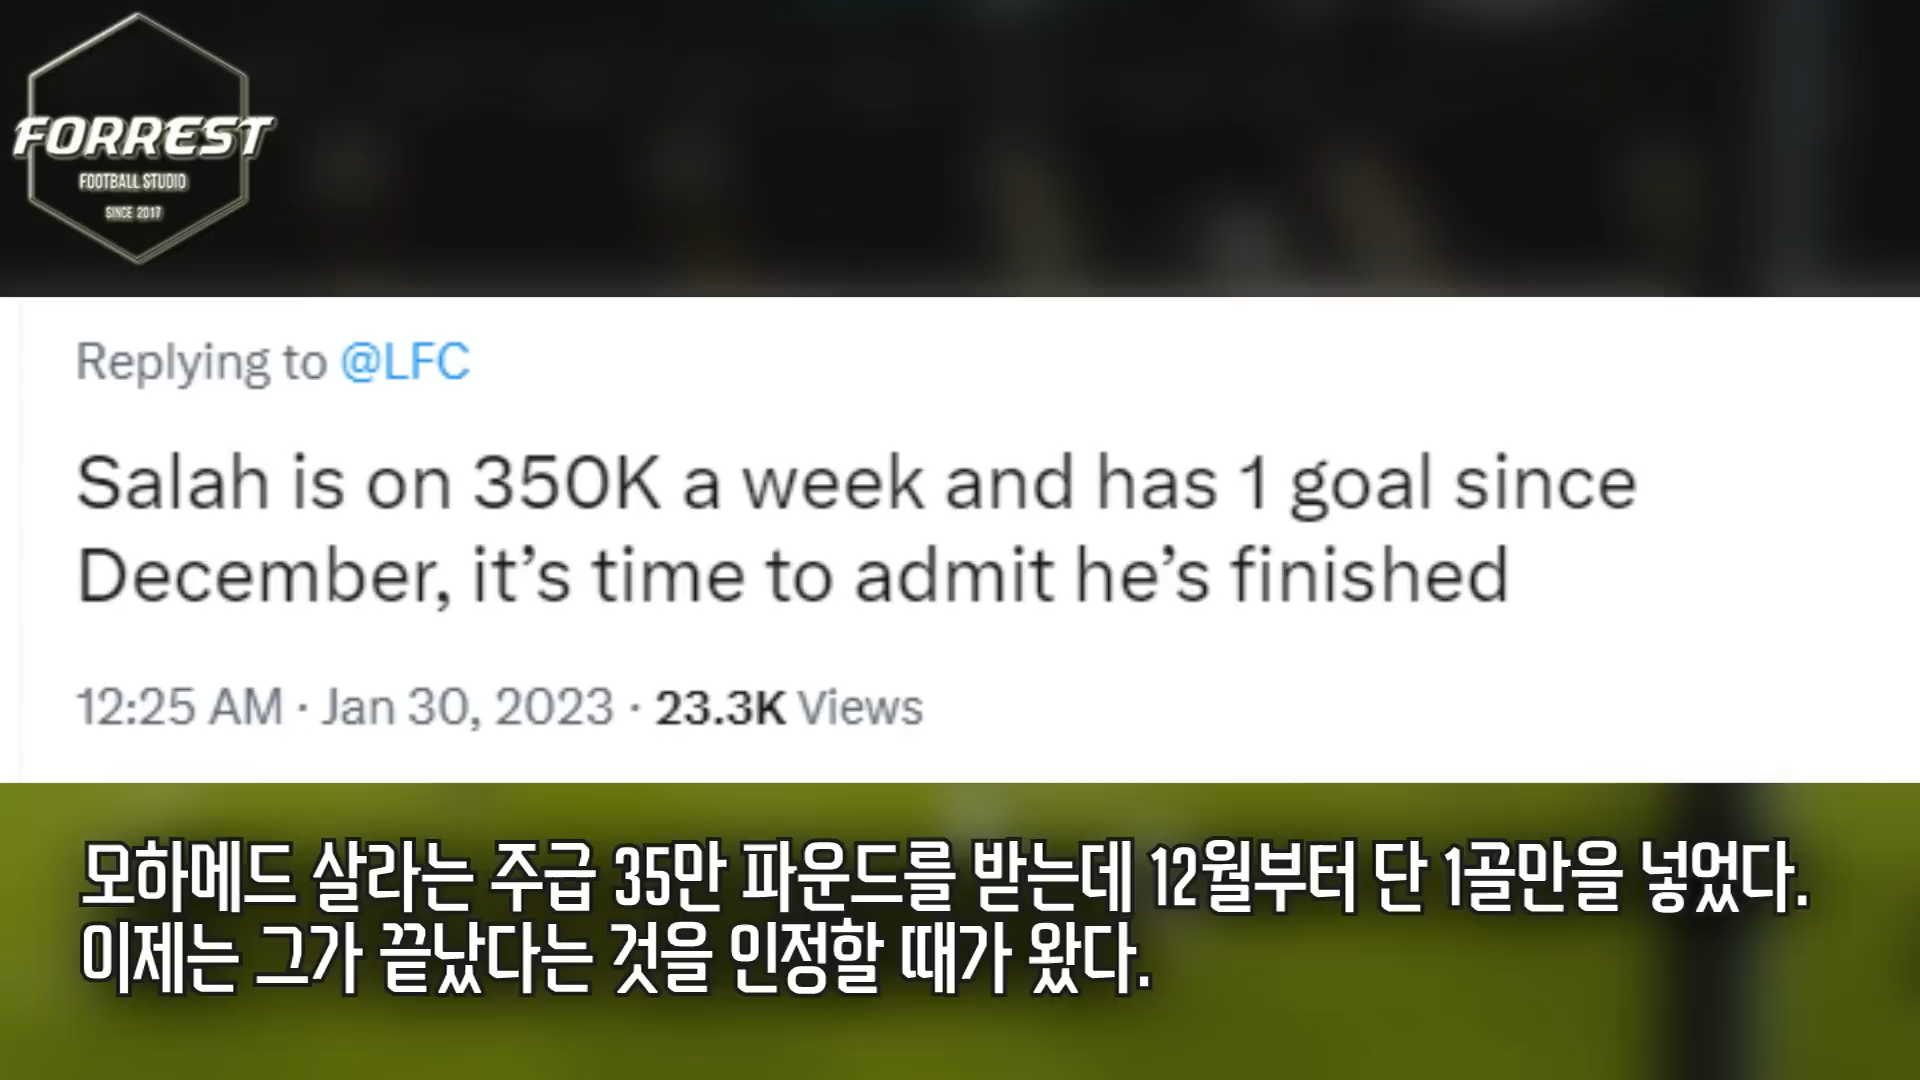 FORREST
FOOTBALL STUDIO
SINCE 2017
Replying to @LFC
Salah is on 350K a week and has 1 goal since
December, it’s time to admit he’s finished
12:25 AM · Jan 30, 2023 · 23.3K Views
모하메드 살라는 주급 35만 파운드를 받는데 12월부터 단 1골만을 넣었다.
이제는 그가 끝났다는 것을 인정할 때가 왔다.